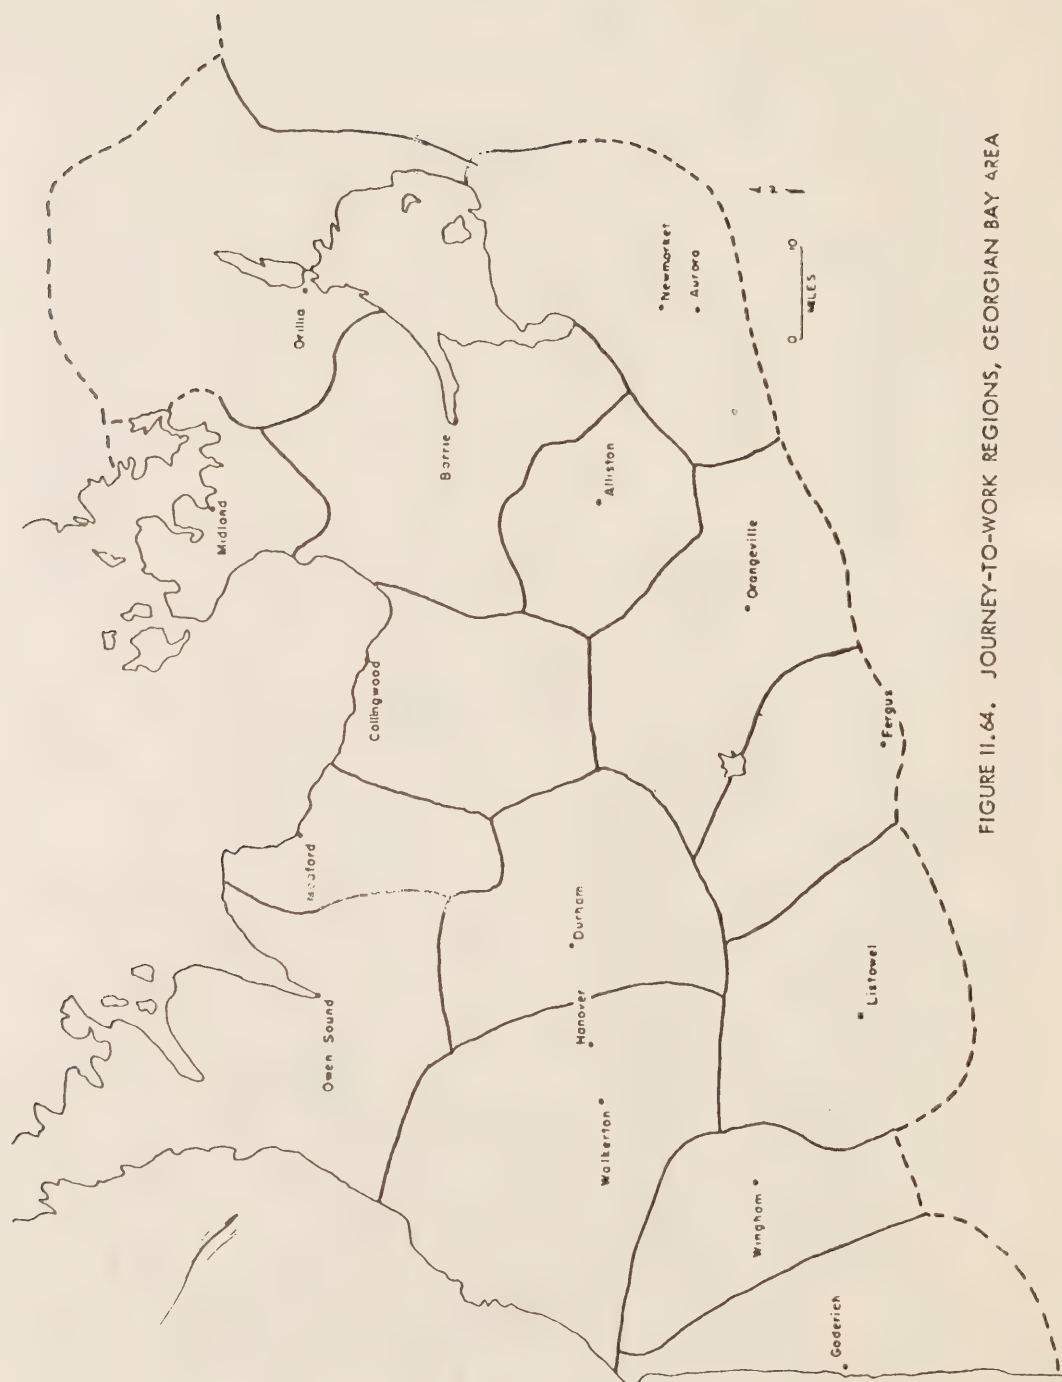 Midland
Orillia
Owen Sound
Meaford
Collingwood
Barrie
Hanover
Durham
Walkerton
Alliston
Newmarket
Aurora
Wingham
Orangeville
Goderich
Listowel
Fergus
N
0 10
MILES
FIGURE II.64. JOURNEY-TO-WORK REGIONS, GEORGIAN BAY AREA